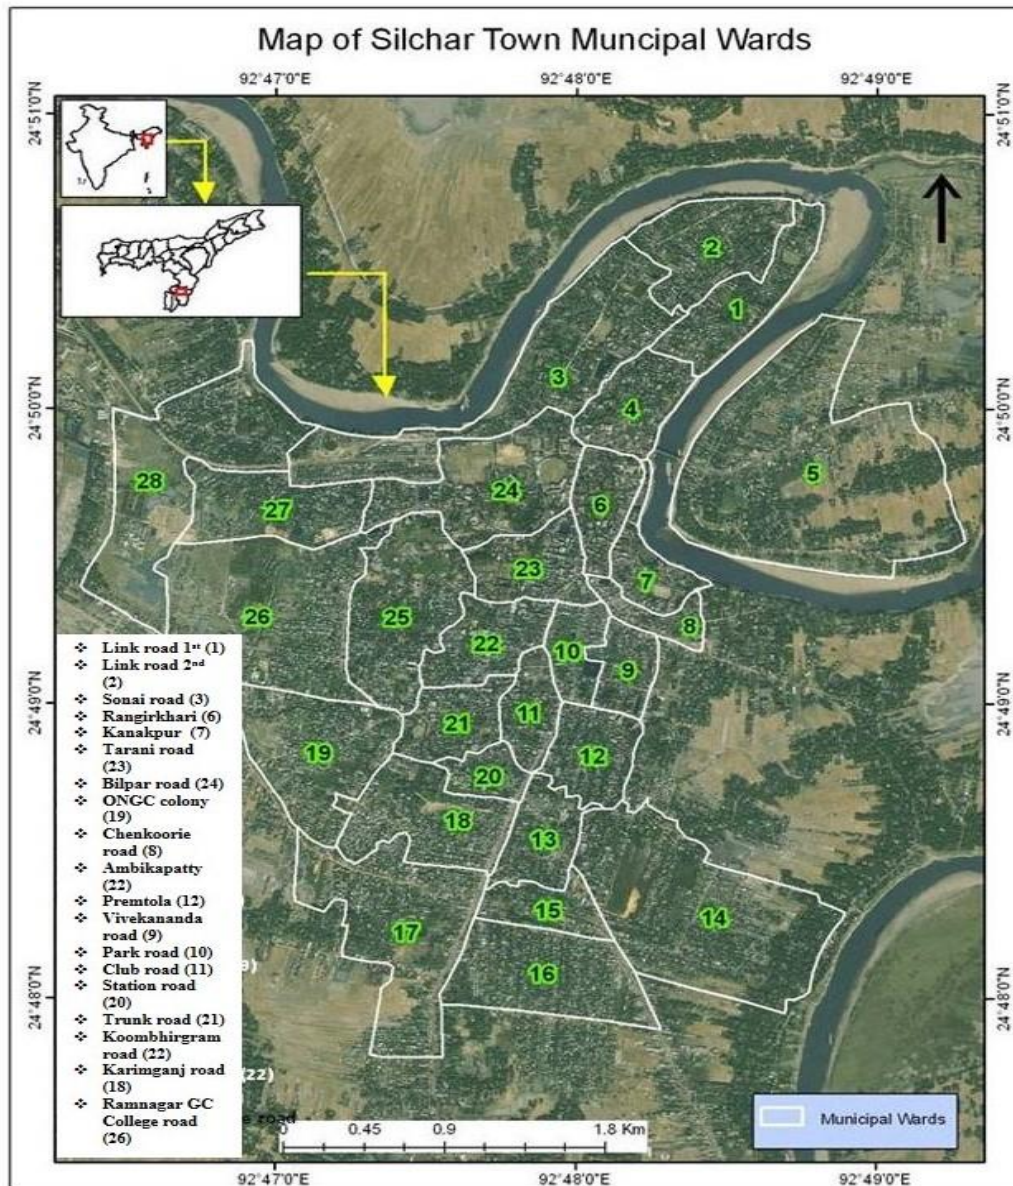 Map of Silchar Town Muncipal Wards
92°47'0"E
92°48'0"E
92°49'0"E
24°51'0"N
24°51'0"N
2
1
3
24°50'0"N
24°50'0"N
4
5
28
24
27
6
23
7
26
25
8
22
10
9
❖ Link road 1st (1)
❖ Link road 2nd
(2)
❖ Sonai road (3)
❖ Rangirkhari (6)
❖ Kanakpur (7)
❖ Tarani road
(23)
❖ Bilpar road (24)
❖ ONGC colony
(19)
❖ Chenkoorie
road (8)
❖ Ambikapatty
(22)
❖ Premtola (12)
❖ Vivekananda
road (9)
❖ Park road (10)
❖ Club road (11)
❖ Station road
(20)
❖ Trunk road (21)
❖ Koombhirgram
road (22)
❖ Karimganj road
(18)
❖ Ramnagar GC
College road
(26)
24°49'0"N
24°49'0"N
11
21
19
12
20
18
13
15
14
17
16
24°48'0"N
24°48'0"N
(22)
road
0 0.45 0.9 1.8 Km
Municipal Wards
92°47'0"E
92°48'0"E
92°49'0"E